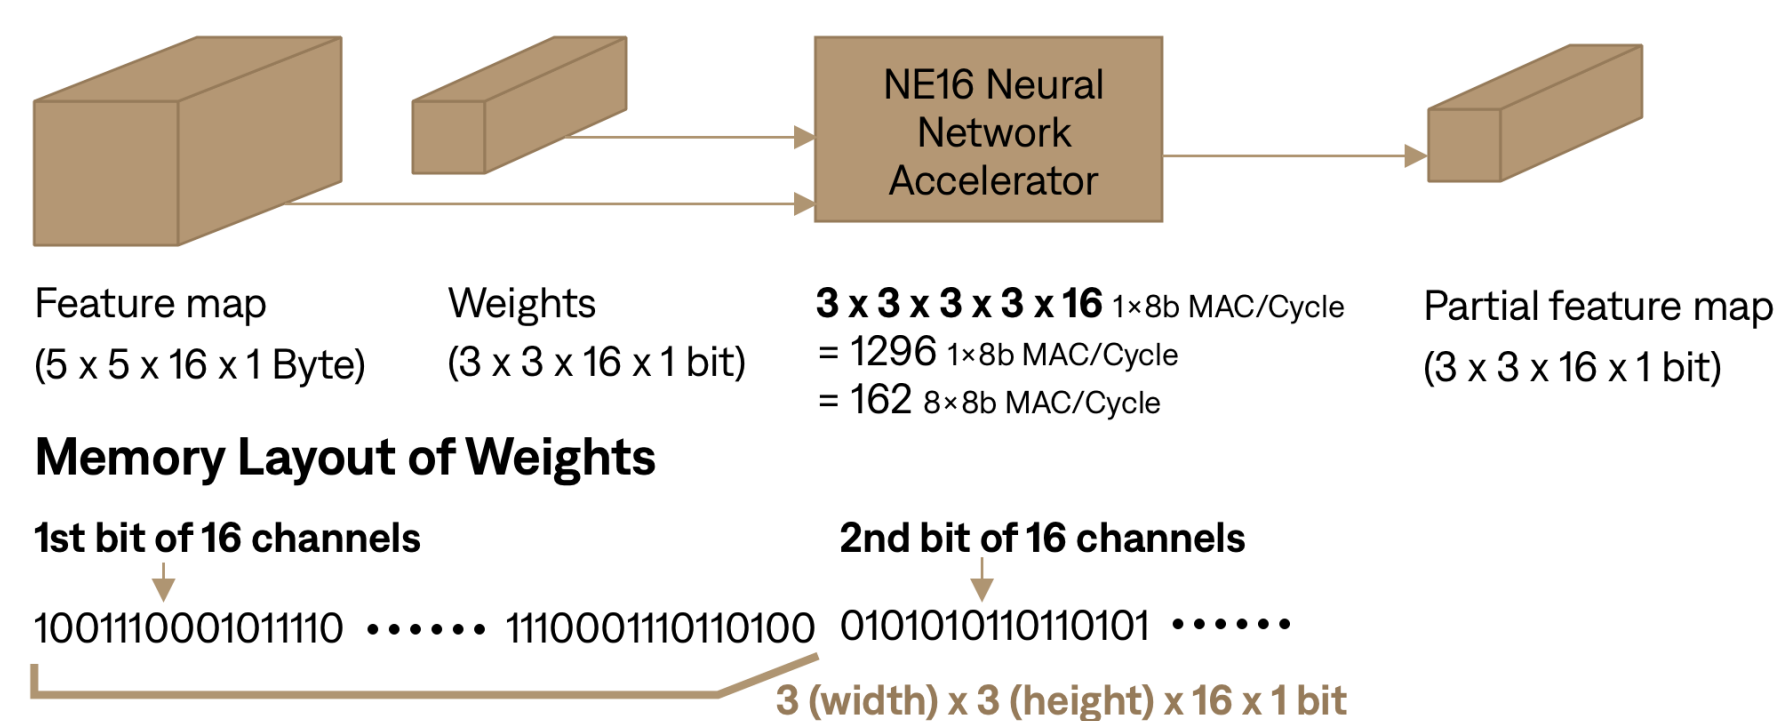 NE16 Neural
Network
Accelerator
Feature map
(5 x 5 x 16 x 1 Byte)
Weights
(3 x 3 x 16 x 1 bit)
3 x 3 x 3 x 3 x 16 1×8b MAC/Cycle
= 1296 1×8b MAC/Cycle
= 162 8×8b MAC/Cycle
Partial feature map
(3 x 3 x 16 x 1 bit)
Memory Layout of Weights
1st bit of 16 channels
2nd bit of 16 channels
1001110001011110 •••••• 1110001110110100 0101010110110101 ••••••
3 (width) x 3 (height) x 16 x 1 bit